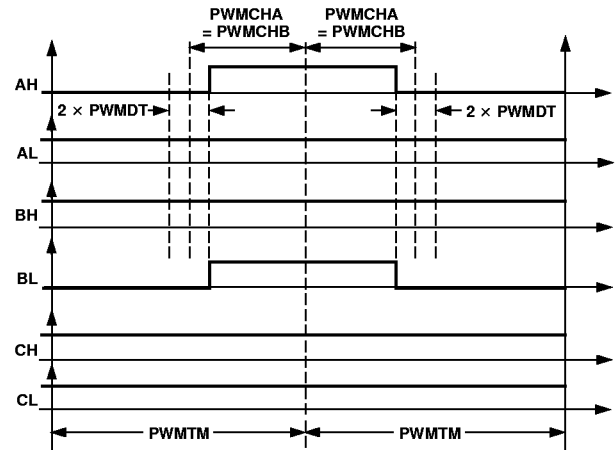 PWMCHA PWMCHA
= PWMCHB = PWMCHB
AH
2 × PWMDT 2 × PWMDT
AL
BH
BL
CH
CL
PWMTM PWMTM